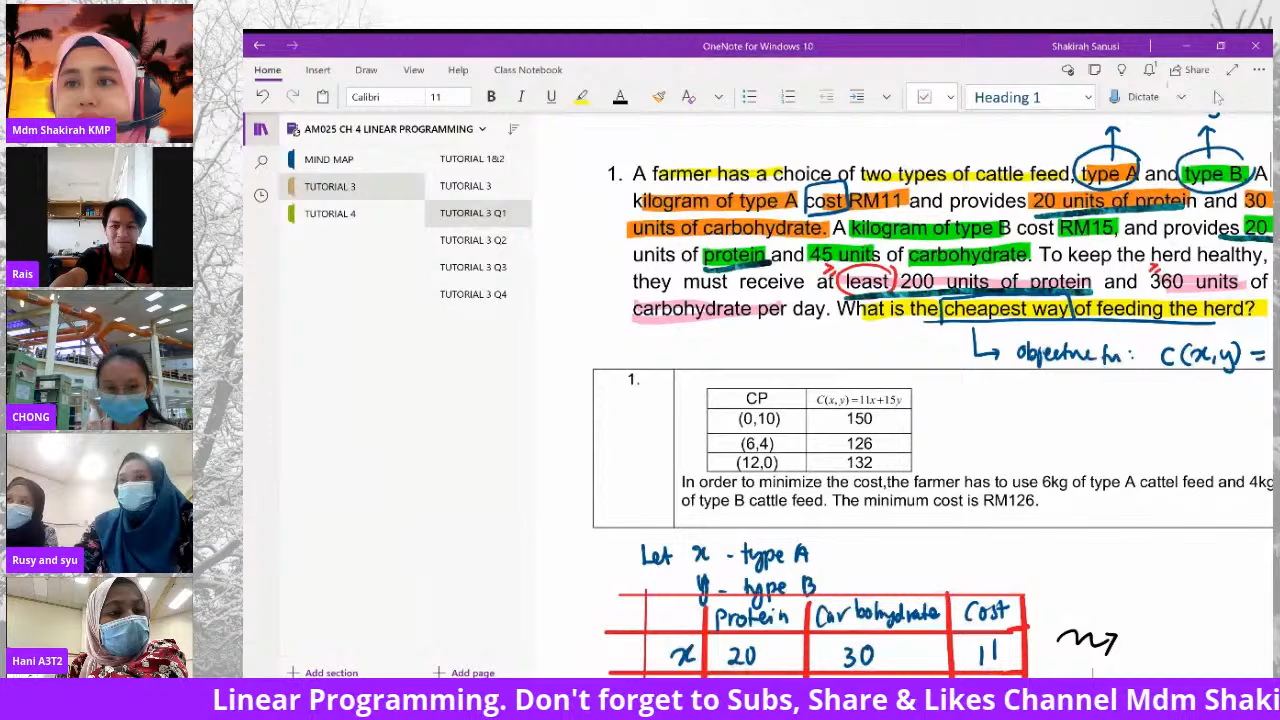 OneNote for Windows 10
Shakirah Sanusi
Home Insert Draw View Help Class Notebook
Share
Calibri 11 B I U A Heading 1 Dictate
AM025 CH 4 LINEAR PROGRAMMING
MIND MAP
TUTORIAL 3
TUTORIAL 4
TUTORIAL 1&2
TUTORIAL 3
TUTORIAL 3 Q1
TUTORIAL 3 Q2
TUTORIAL 3 Q3
TUTORIAL 3 Q4
Add section
Add page
1. A farmer has a choice of two types of cattle feed, type A and type B. A
kilogram of type A cost RM11 and provides 20 units of protein and 30
units of carbohydrate. A kilogram of type B cost RM15, and provides 20
units of protein and 45 units of carbohydrate. To keep the herd healthy,
they must receive at least 200 units of protein and 360 units of
carbohydrate per day. What is the cheapest way of feeding the herd?
objective fn: C(x,y) =
1.
CP C(x,y)=11x+15y
(0,10) 150
(6,4) 126
(12,0) 132
In order to minimize the cost,the farmer has to use 6kg of type A cattel feed and 4kg
of type B cattle feed. The minimum cost is RM126.
Let x - type A
y - type B
Protein Carbohydrate Cost
x 20 30 11
Mdm Shakirah KMP
Rais
CHONG
Rusy and syu
Hani A3T2
Linear Programming. Don't forget to Subs, Share & Likes Channel Mdm Shaki